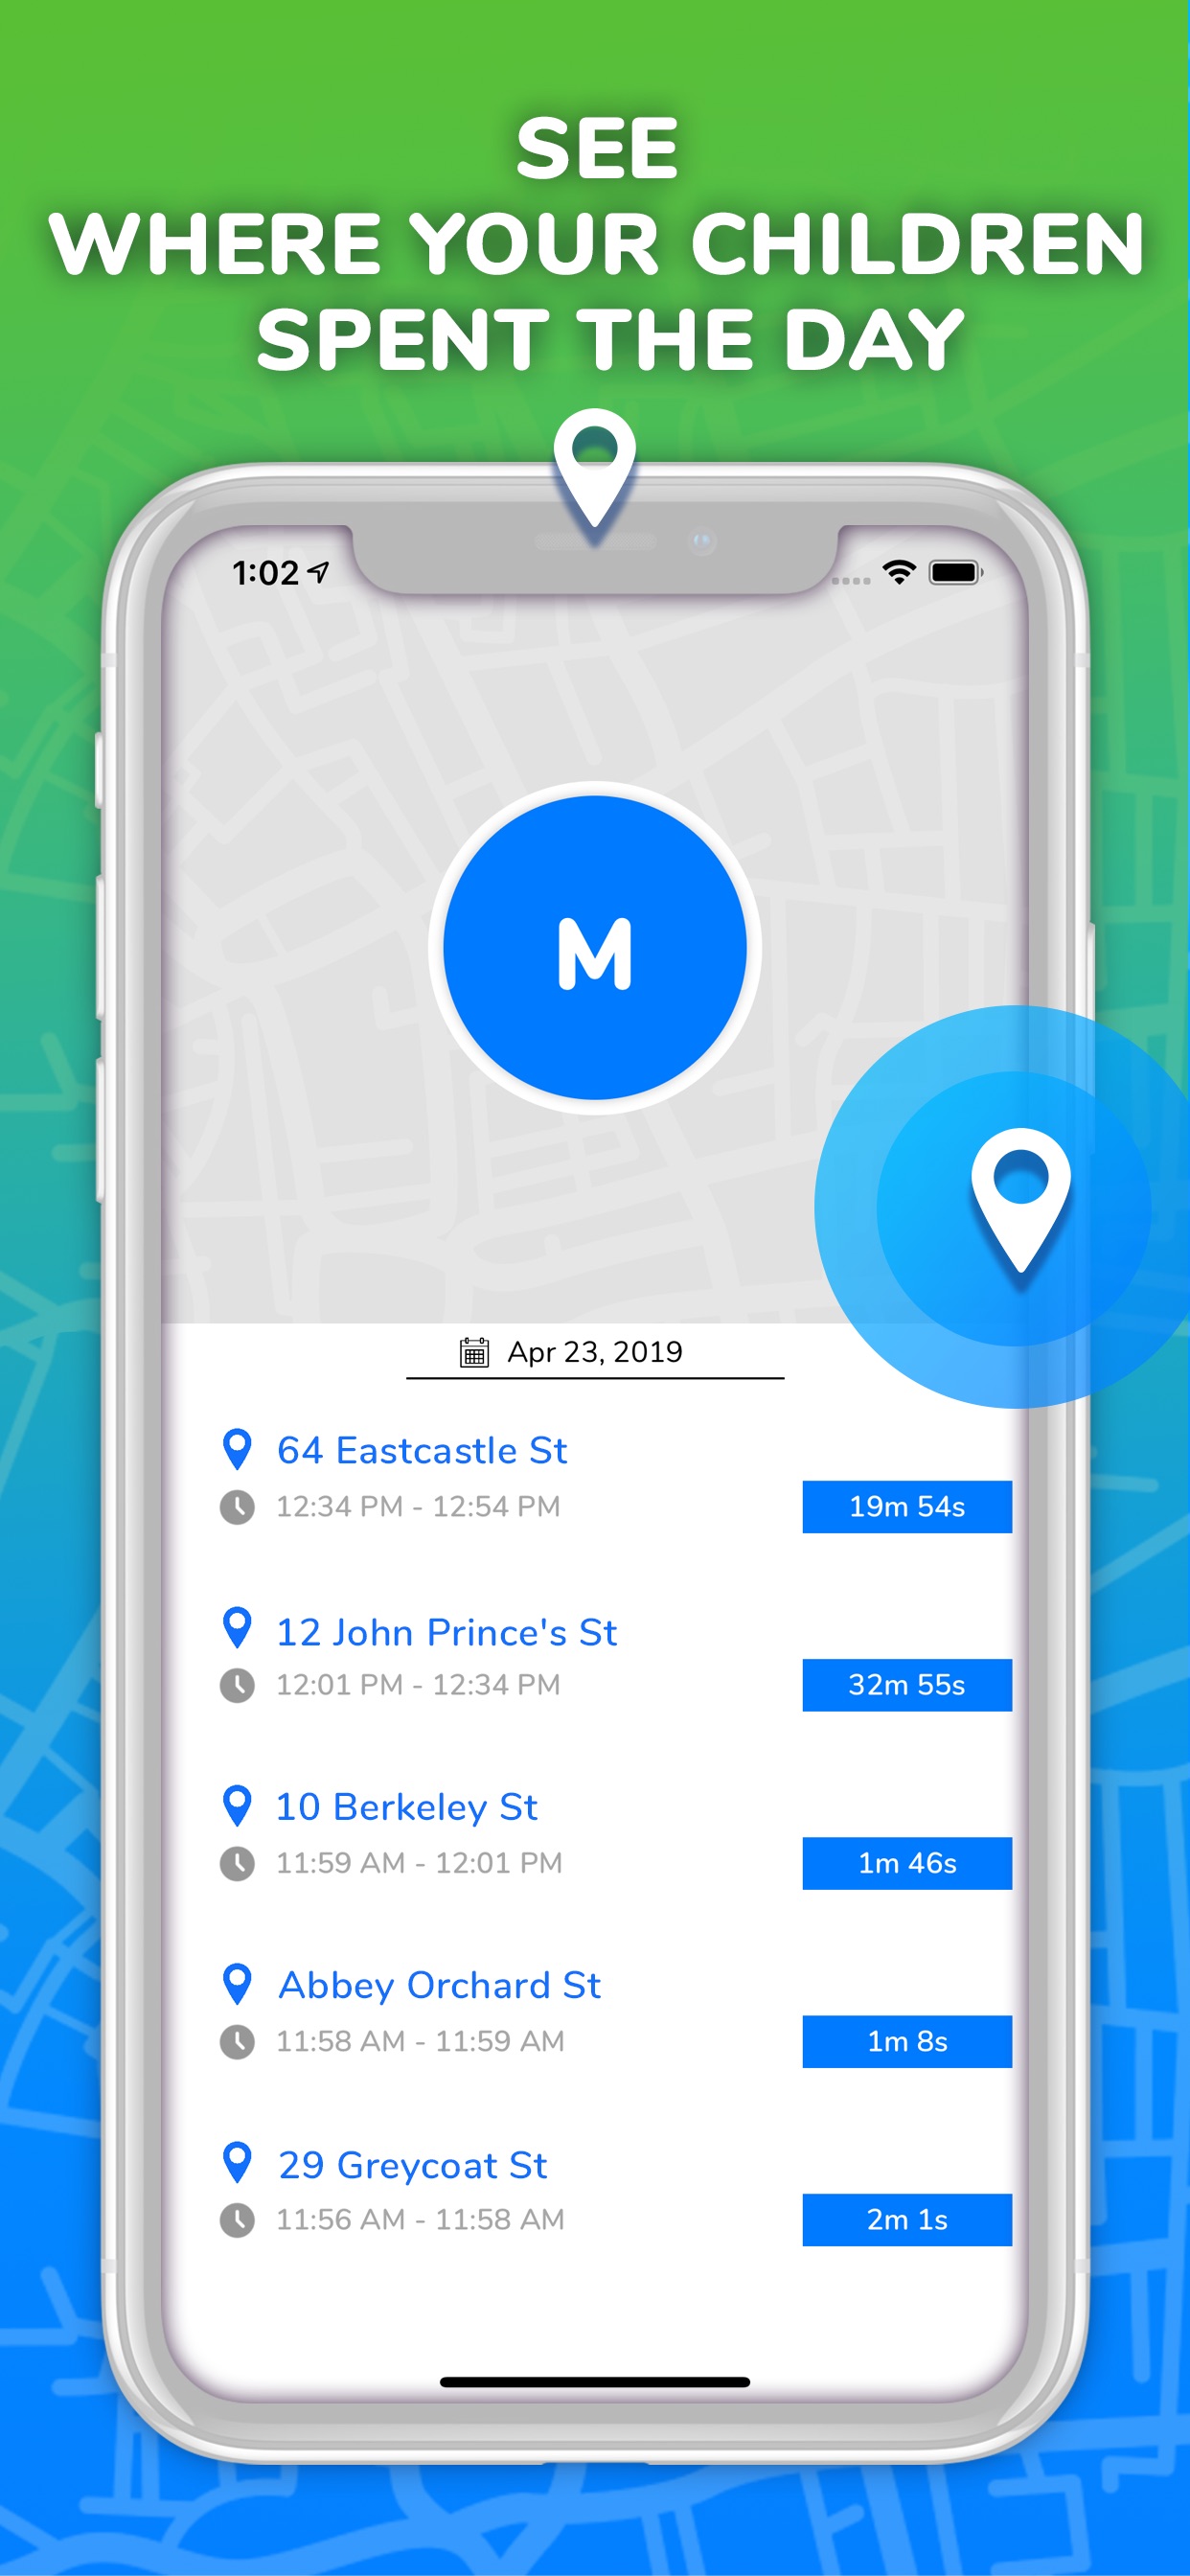 SEE
WHERE YOUR CHILDREN
SPENT THE DAY
1:02
M
Apr 23, 2019
64 Eastcastle St
12:34 PM - 12:54 PM
19m 54s
12 John Prince's St
12:01 PM - 12:34 PM
32m 55s
10 Berkeley St
11:59 AM - 12:01 PM
1m 46s
Abbey Orchard St
11:58 AM - 11:59 AM
1m 8s
29 Greycoat St
11:56 AM - 11:58 AM
2m 1s